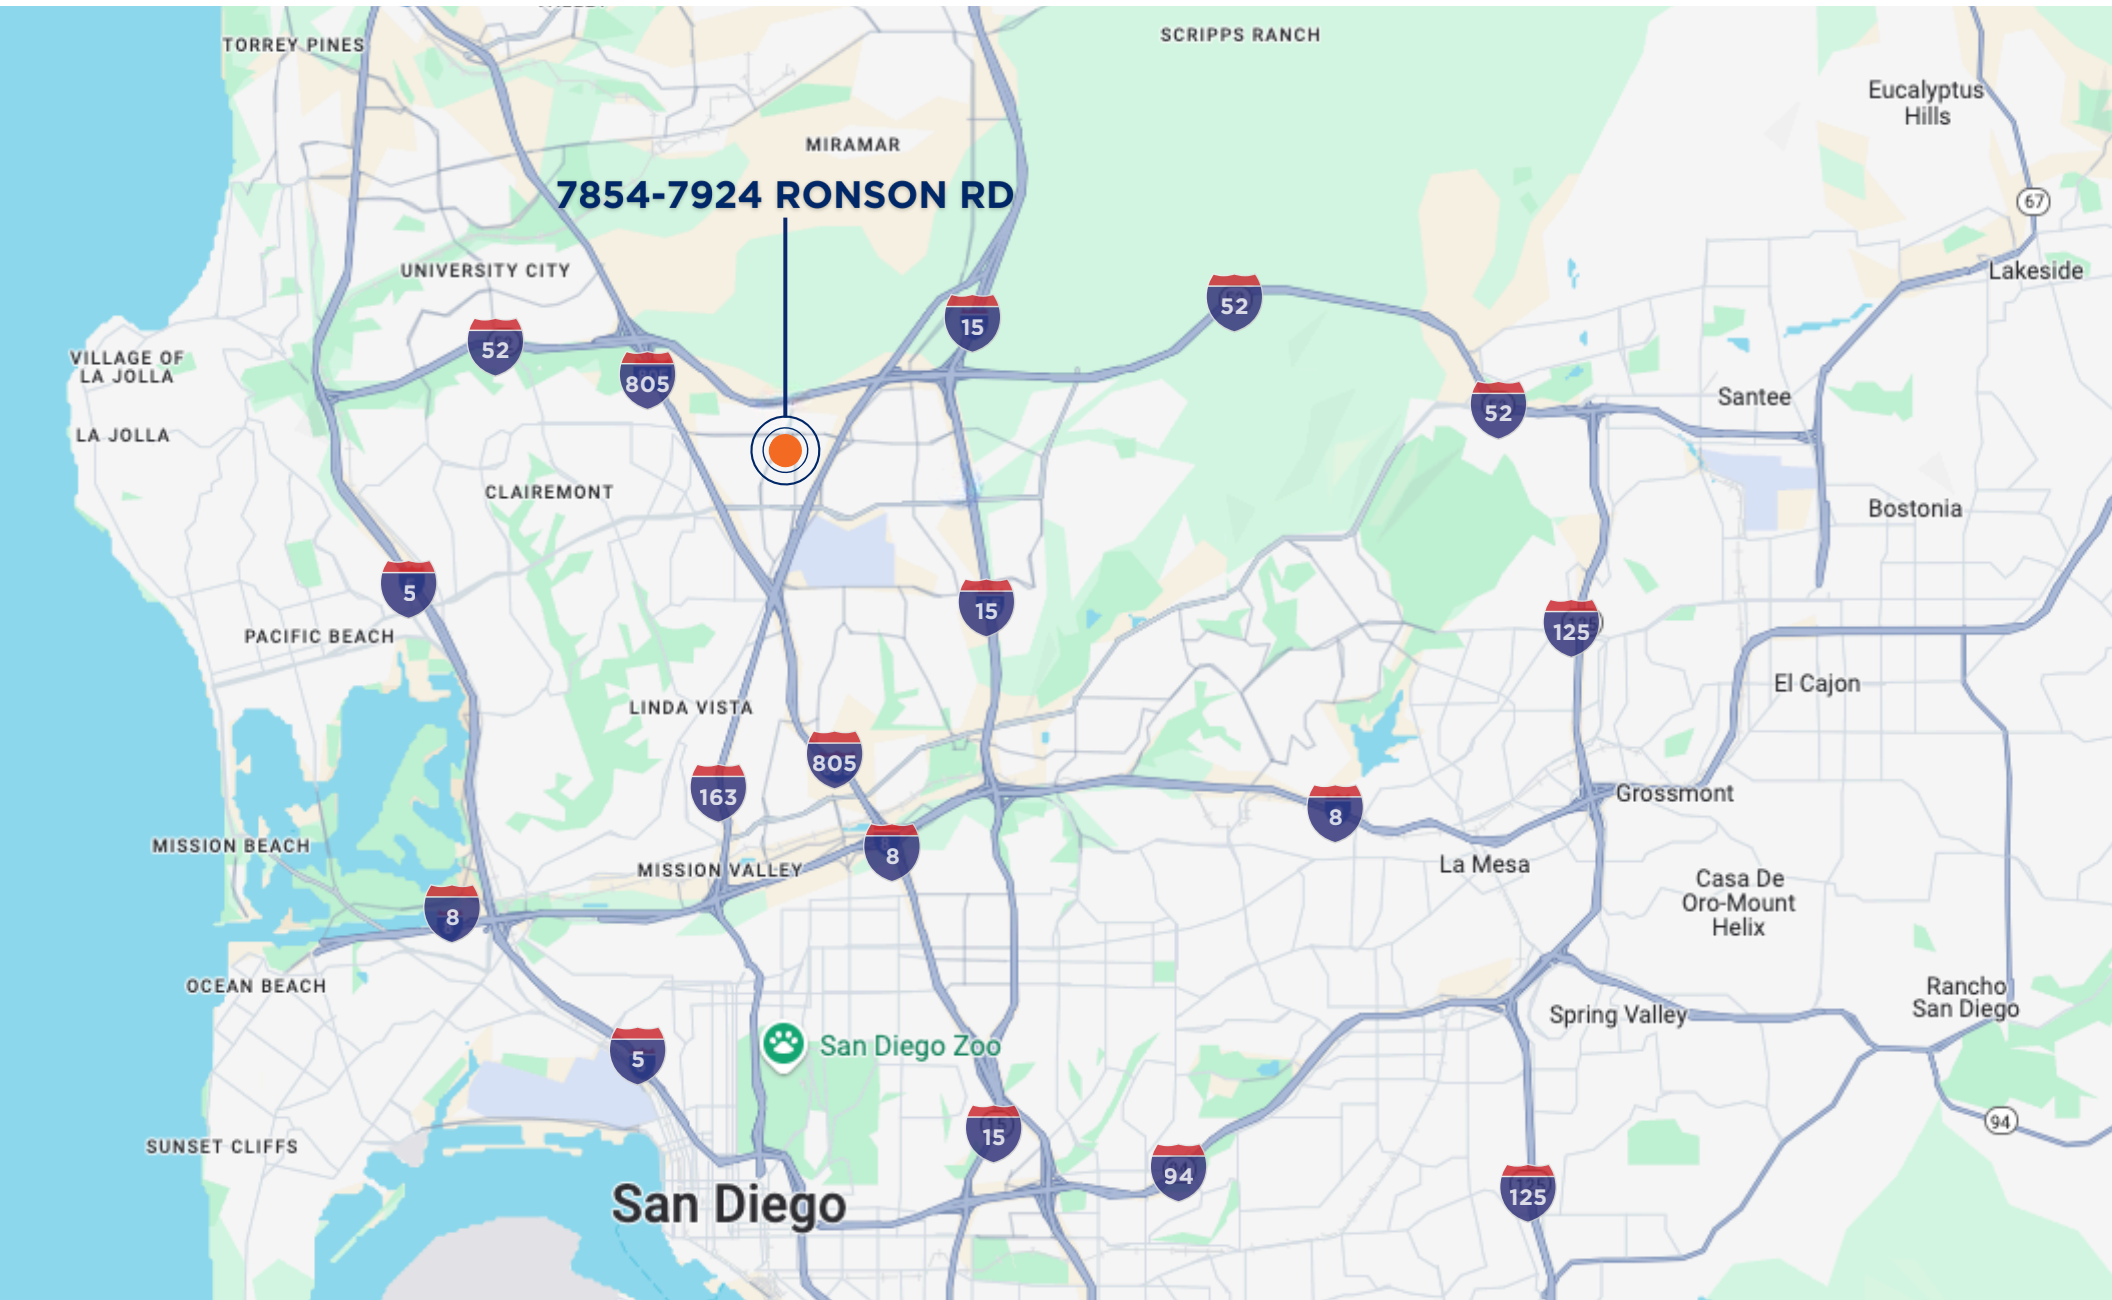 TORREY PINES
SCRIPPS RANCH
Eucalyptus
Hills
MIRAMAR
7854-7924 RONSON RD
67
UNIVERSITY CITY
Lakeside
52
15
52
VILLAGE OF
LA JOLLA
805
52
Santee
LA JOLLA
CLAIREMONT
Bostonia
5
15
125
PACIFIC BEACH
El Cajon
LINDA VISTA
805
163
8
Grossmont
MISSION BEACH
8
MISSION VALLEY
La Mesa
Casa De
Oro-Mount
Helix
8
OCEAN BEACH
Rancho
San Diego
Spring Valley
5
San Diego Zoo
15
94
SUNSET CLIFFS
94
125
San Diego